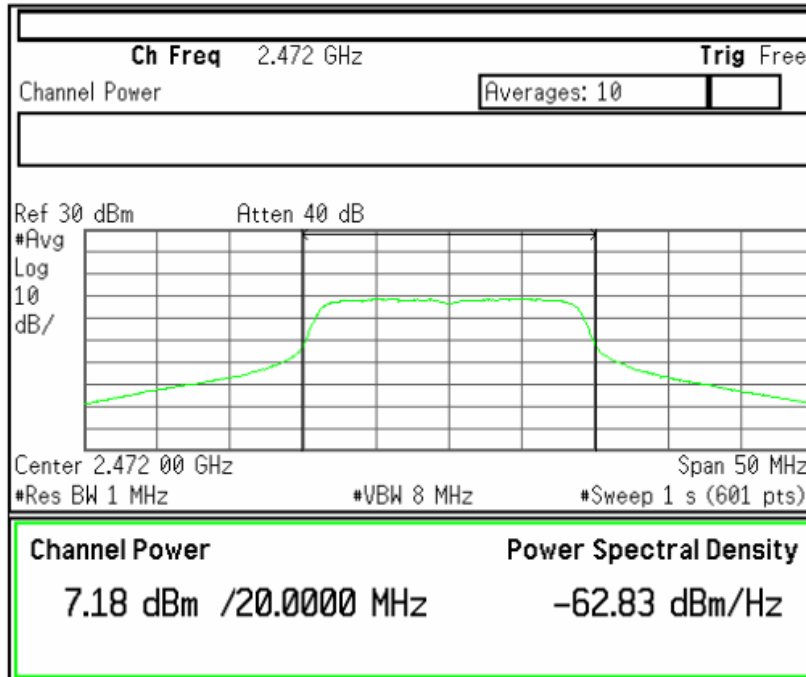 Ch Freq 2.472 GHz Trig Free
Channel Power Averages: 10
Ref 30 dBm Atten 40 dB
#Avg
Log
10
dB/
Center 2.472 00 GHz Span 50 MHz
#Res BW 1 MHz #VBW 8 MHz #Sweep 1 s (601 pts)
Channel Power Power Spectral Density
7.18 dBm /20.0000 MHz -62.83 dBm/Hz